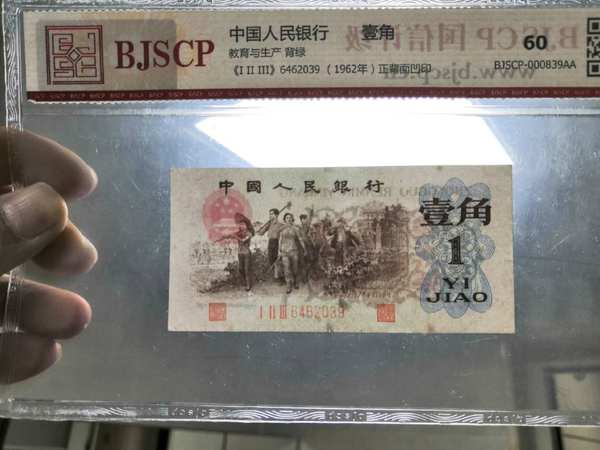 BJSCP
中国人民银行 壹角
教育与生产 背绿
《I II III》6462039 (1962年) 正背面凹印
60
BJSCP-000839AA
中國人民銀行
壹角
1
YI
JIAO
I II III 6462039